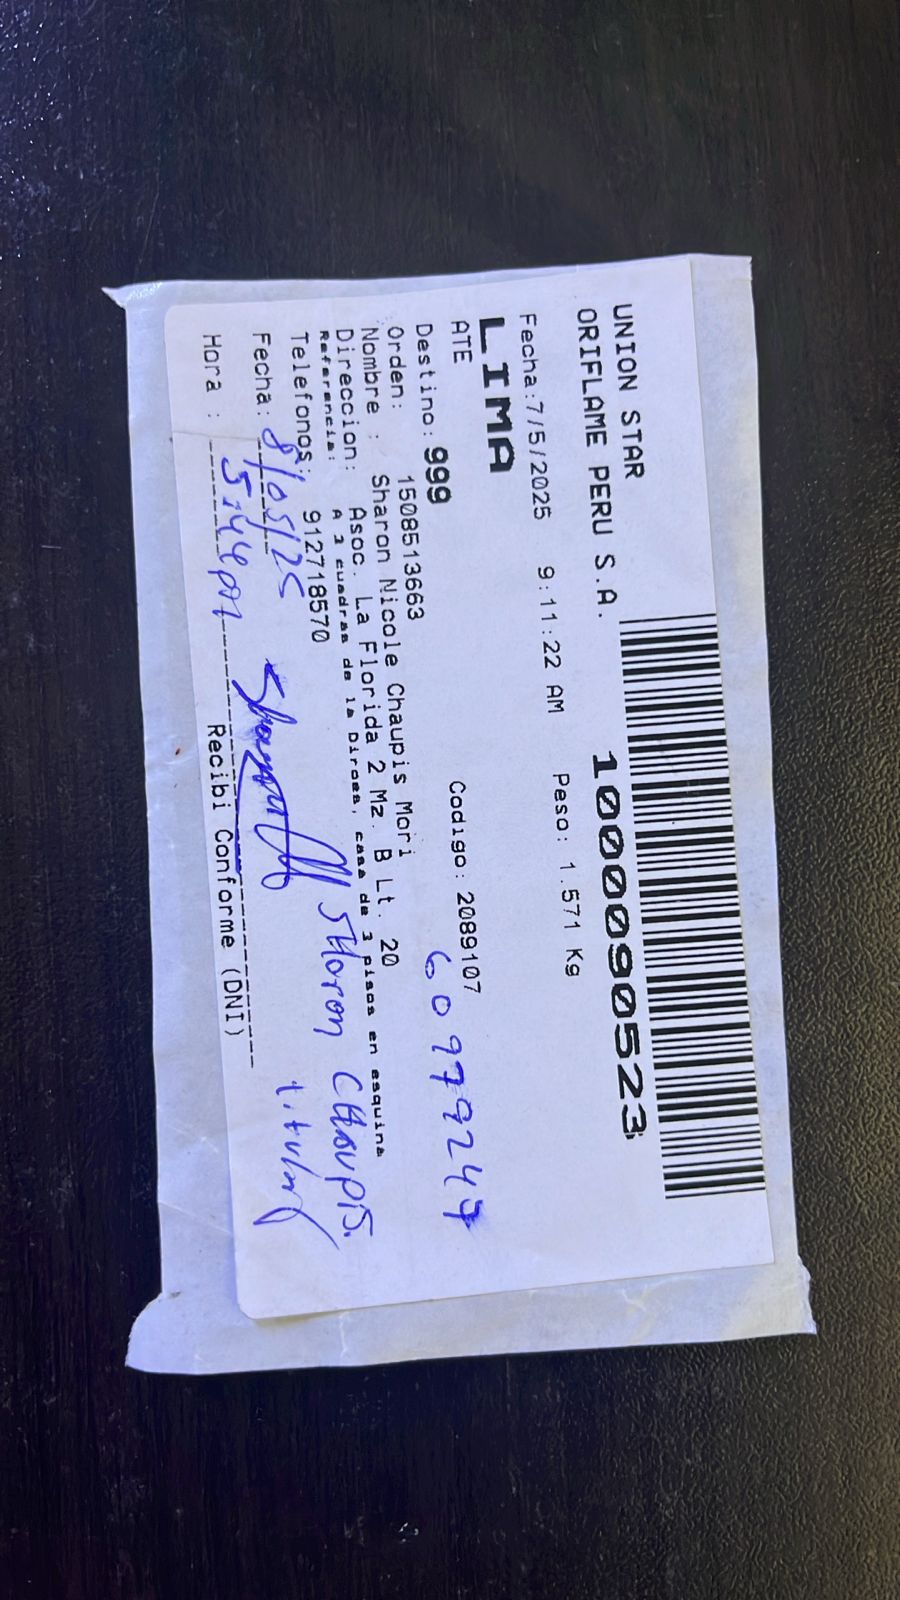 UNION STAR
ORIFLAME PERU S.A.
1000090523
Fecha:7/5/2025 9:11:22 AM Peso: 1.571 Kg
LIMA
ATE Codigo: 2089107
Destino: 999 60979247
Orden: 1508513663
Nombre : Sharon Nicole Chaupis Mori
Direccion: Asoc. La Florida 2 Mz. B Lt. 20
Referencia: A 3 cuadras de la Diroes, casa de 3 pisos en esquina
Telefonos: 912718570
Sharon Chaupis.
Fecha: 8/05/25 titular
Hora : 5:44pm
Recibi Conforme (DNI)